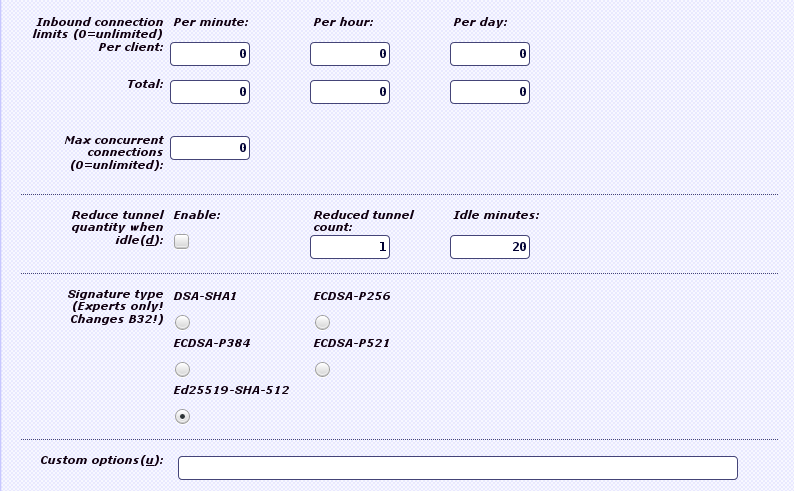 Inbound connection Per minute: Per hour: Per day:
limits (0=unlimited)
Per client: 0 0 0
Total: 0 0 0
Max concurrent 0
connections
(0=unlimited):
Reduce tunnel Enable: Reduced tunnel Idle minutes:
quantity when count:
idle(d): 1 20
Signature type DSA-SHA1 ECDSA-P256
(Experts only!
Changes B32!)
ECDSA-P384 ECDSA-P521
Ed25519-SHA-512
Custom options(u):